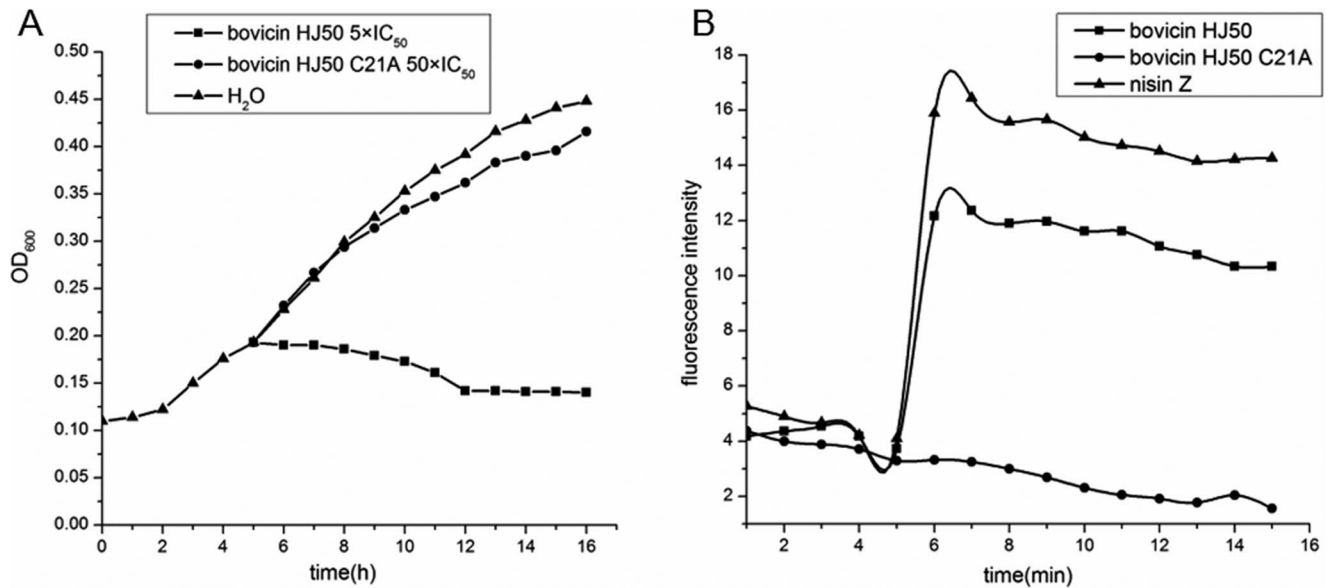 A
bovicin HJ50 5×IC₅₀
bovicin HJ50 C21A 50×IC₅₀
H₂O
0.50
0.45
0.40
0.35
0.30
0.25
0.20
0.15
0.10
0.05
0.00
OD₆₀₀
0 2 4 6 8 10 12 14 16
time(h)
B
bovicin HJ50
bovicin HJ50 C21A
nisin Z
18
16
14
12
10
8
6
4
2
fluorescence intensity
2 4 6 8 10 12 14 16
time(min)